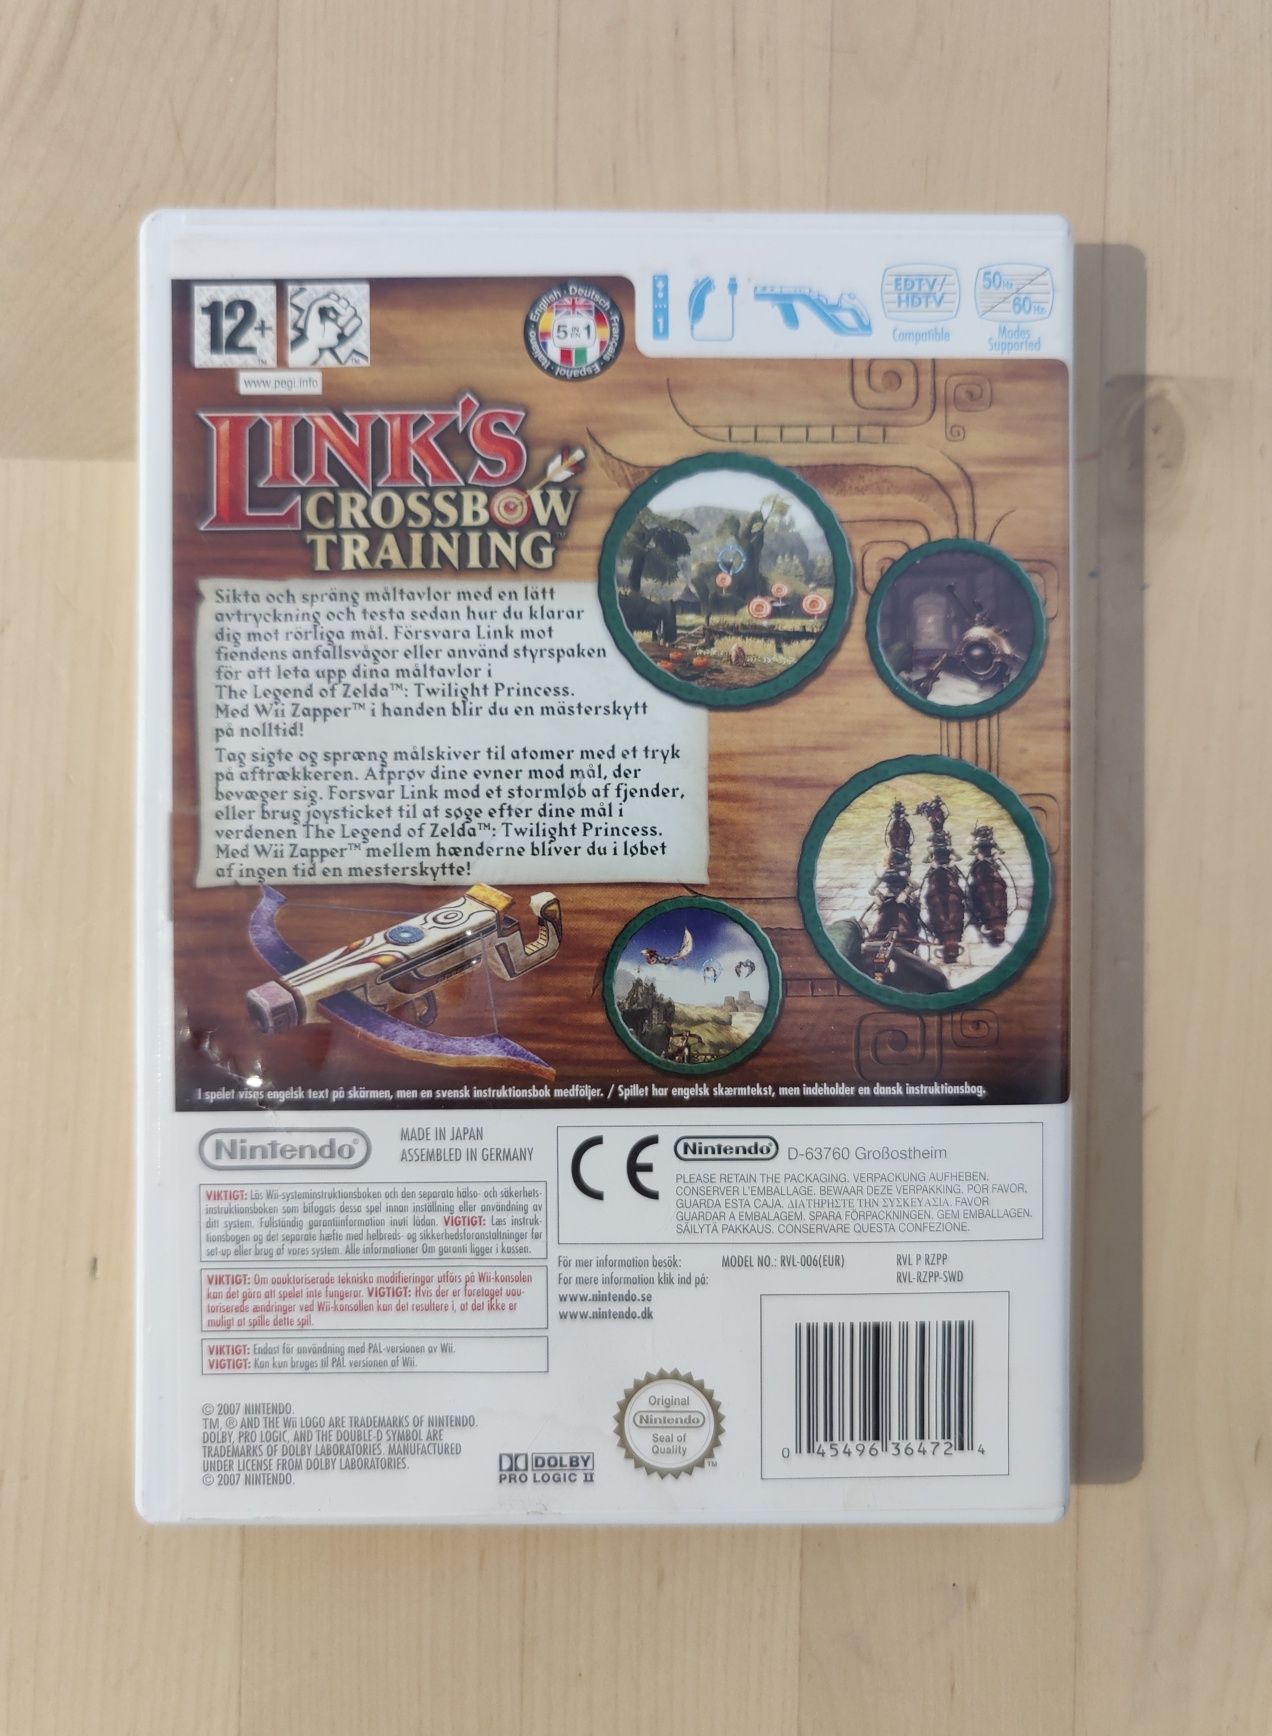 12+
www.pegi.info
English · Deutsch · Français · Español · Italiano ·
5 IN EN 1
1
EDTV/
HDTV
Compatible
50Hz
60Hz
Modes
Supported
LINK'S
CROSSBOW
TRAINING™
Sikta och spräng måltavlor med en lätt
avtryckning och testa sedan hur du klarar
dig mot rörliga mål. Försvara Link mot
fiendens anfallsvågor eller använd styrspaken
för att leta upp dina måltavlor i
The Legend of Zelda™: Twilight Princess.
Med Wii Zapper™ i handen blir du en mästerskytt
på nolltid!
Tag sigte og spræng målskiver til atomer med et tryk
på aftrækkeren. Afprøv dine evner mod mål, der
bevæger sig. Forsvar Link mod et stormløb af fjender,
eller brug joysticket til at søge efter dine mål i
verdenen The Legend of Zelda™: Twilight Princess.
Med Wii Zapper™ mellem hænderne bliver du i løbet
af ingen tid en mesterskytte!
I spelet visas engelsk text på skärmen, men en svensk instruktionsbok medföljer. / Spillet har engelsk skærmtekst, men indeholder en dansk instruktionsbog.
Nintendo®
MADE IN JAPAN
ASSEMBLED IN GERMANY
CE
Nintendo®
D-63760 Großostheim
PLEASE RETAIN THE PACKAGING. VERPACKUNG AUFHEBEN.
CONSERVER L'EMBALLAGE. BEWAAR DEZE VERPAKKING. POR FAVOR,
GUARDA ESTA CAJA. ΔΙΑΤΗΡΗΣΤΕ ΤΗΝ ΣΥΣΚΕΥΑΣΙΑ. FAVOR
GUARDAR A EMBALAGEM. SPARA FÖRPACKNINGEN. GEM EMBALLAGEN.
SÄILYTÄ PAKKAUS. CONSERVARE QUESTA CONFEZIONE.
VIKTIGT: Läs Wii-systeminstruktionsboken och den separata hälso- och säkerhets-
instruktionsboken som bifogats dessa spel innan inställning eller användning av
ditt system. Fullständig garantiinformation inuti lådan. VIGTIGT: Læs instruk-
tionsbogen og det separate hæfte med helbreds- og sikkerhedsforanstaltninger før
set-up eller brug af vores system. Alle informationer Om garanti ligger i kassen.
VIKTIGT: Om oauktoriserade tekniska modifieringar utförs på Wii-konsolen
kan det göra att spelet inte fungerar. VIGTIGT: Hvis der er foretaget uau-
toriserede ændringer ved Wii-konsollen kan det resultere i, at det ikke er
muligt at spille dette spil.
VIKTIGT: Endast för användning med PAL-versionen av Wii.
VIGTIGT: Kan kun bruges til PAL versionen af Wii.
För mer information besök:
For mere information klik ind på:
www.nintendo.se
www.nintendo.dk
MODEL NO.: RVL-006(EUR)
RVL P RZPP
RVL-RZPP-SWD
© 2007 NINTENDO.
TM, ® AND THE Wii LOGO ARE TRADEMARKS OF NINTENDO.
DOLBY, PRO LOGIC, AND THE DOUBLE-D SYMBOL ARE
TRADEMARKS OF DOLBY LABORATORIES. MANUFACTURED
UNDER LICENSE FROM DOLBY LABORATORIES.
© 2007 NINTENDO.
DOLBY
PRO LOGIC II
Original
Nintendo
Seal of
Quality
TM
0 45496 36472 4